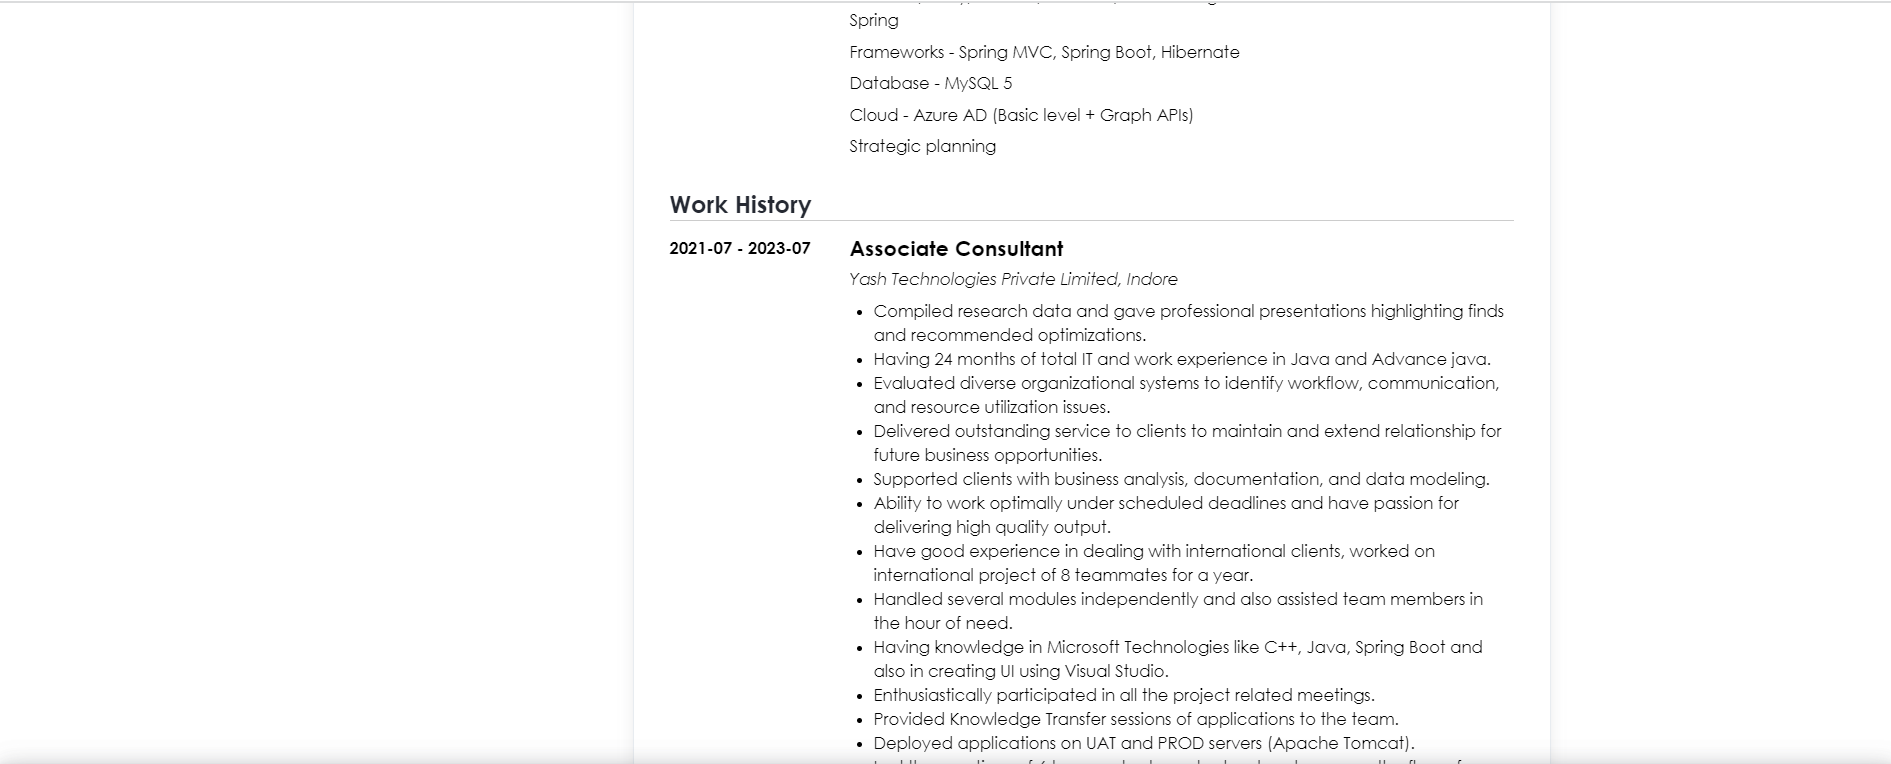 Spring
Frameworks - Spring MVC, Spring Boot, Hibernate
Database - MySQL 5
Cloud - Azure AD (Basic level + Graph APIs)
Strategic planning
Work History
2021-07 - 2023-07 Associate Consultant
Yash Technologies Private Limited, Indore
• Compiled research data and gave professional presentations highlighting finds
and recommended optimizations.
• Having 24 months of total IT and work experience in Java and Advance java.
• Evaluated diverse organizational systems to identify workflow, communication,
and resource utilization issues.
• Delivered outstanding service to clients to maintain and extend relationship for
future business opportunities.
• Supported clients with business analysis, documentation, and data modeling.
• Ability to work optimally under scheduled deadlines and have passion for
delivering high quality output.
• Have good experience in dealing with international clients, worked on
international project of 8 teammates for a year.
• Handled several modules independently and also assisted team members in
the hour of need.
• Having knowledge in Microsoft Technologies like C++, Java, Spring Boot and
also in creating UI using Visual Studio.
• Enthusiastically participated in all the project related meetings.
• Provided Knowledge Transfer sessions of applications to the team.
• Deployed applications on UAT and PROD servers (Apache Tomcat).